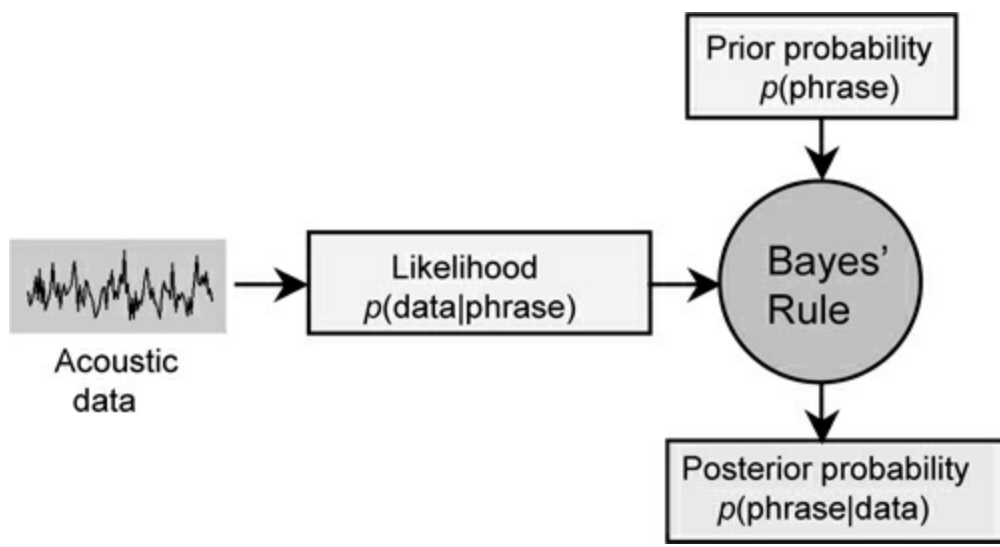 Prior probability
p(phrase)
Likelihood
p(data|phrase)
Bayes’
Rule
Acoustic
data
Posterior probability
p(phrase|data)